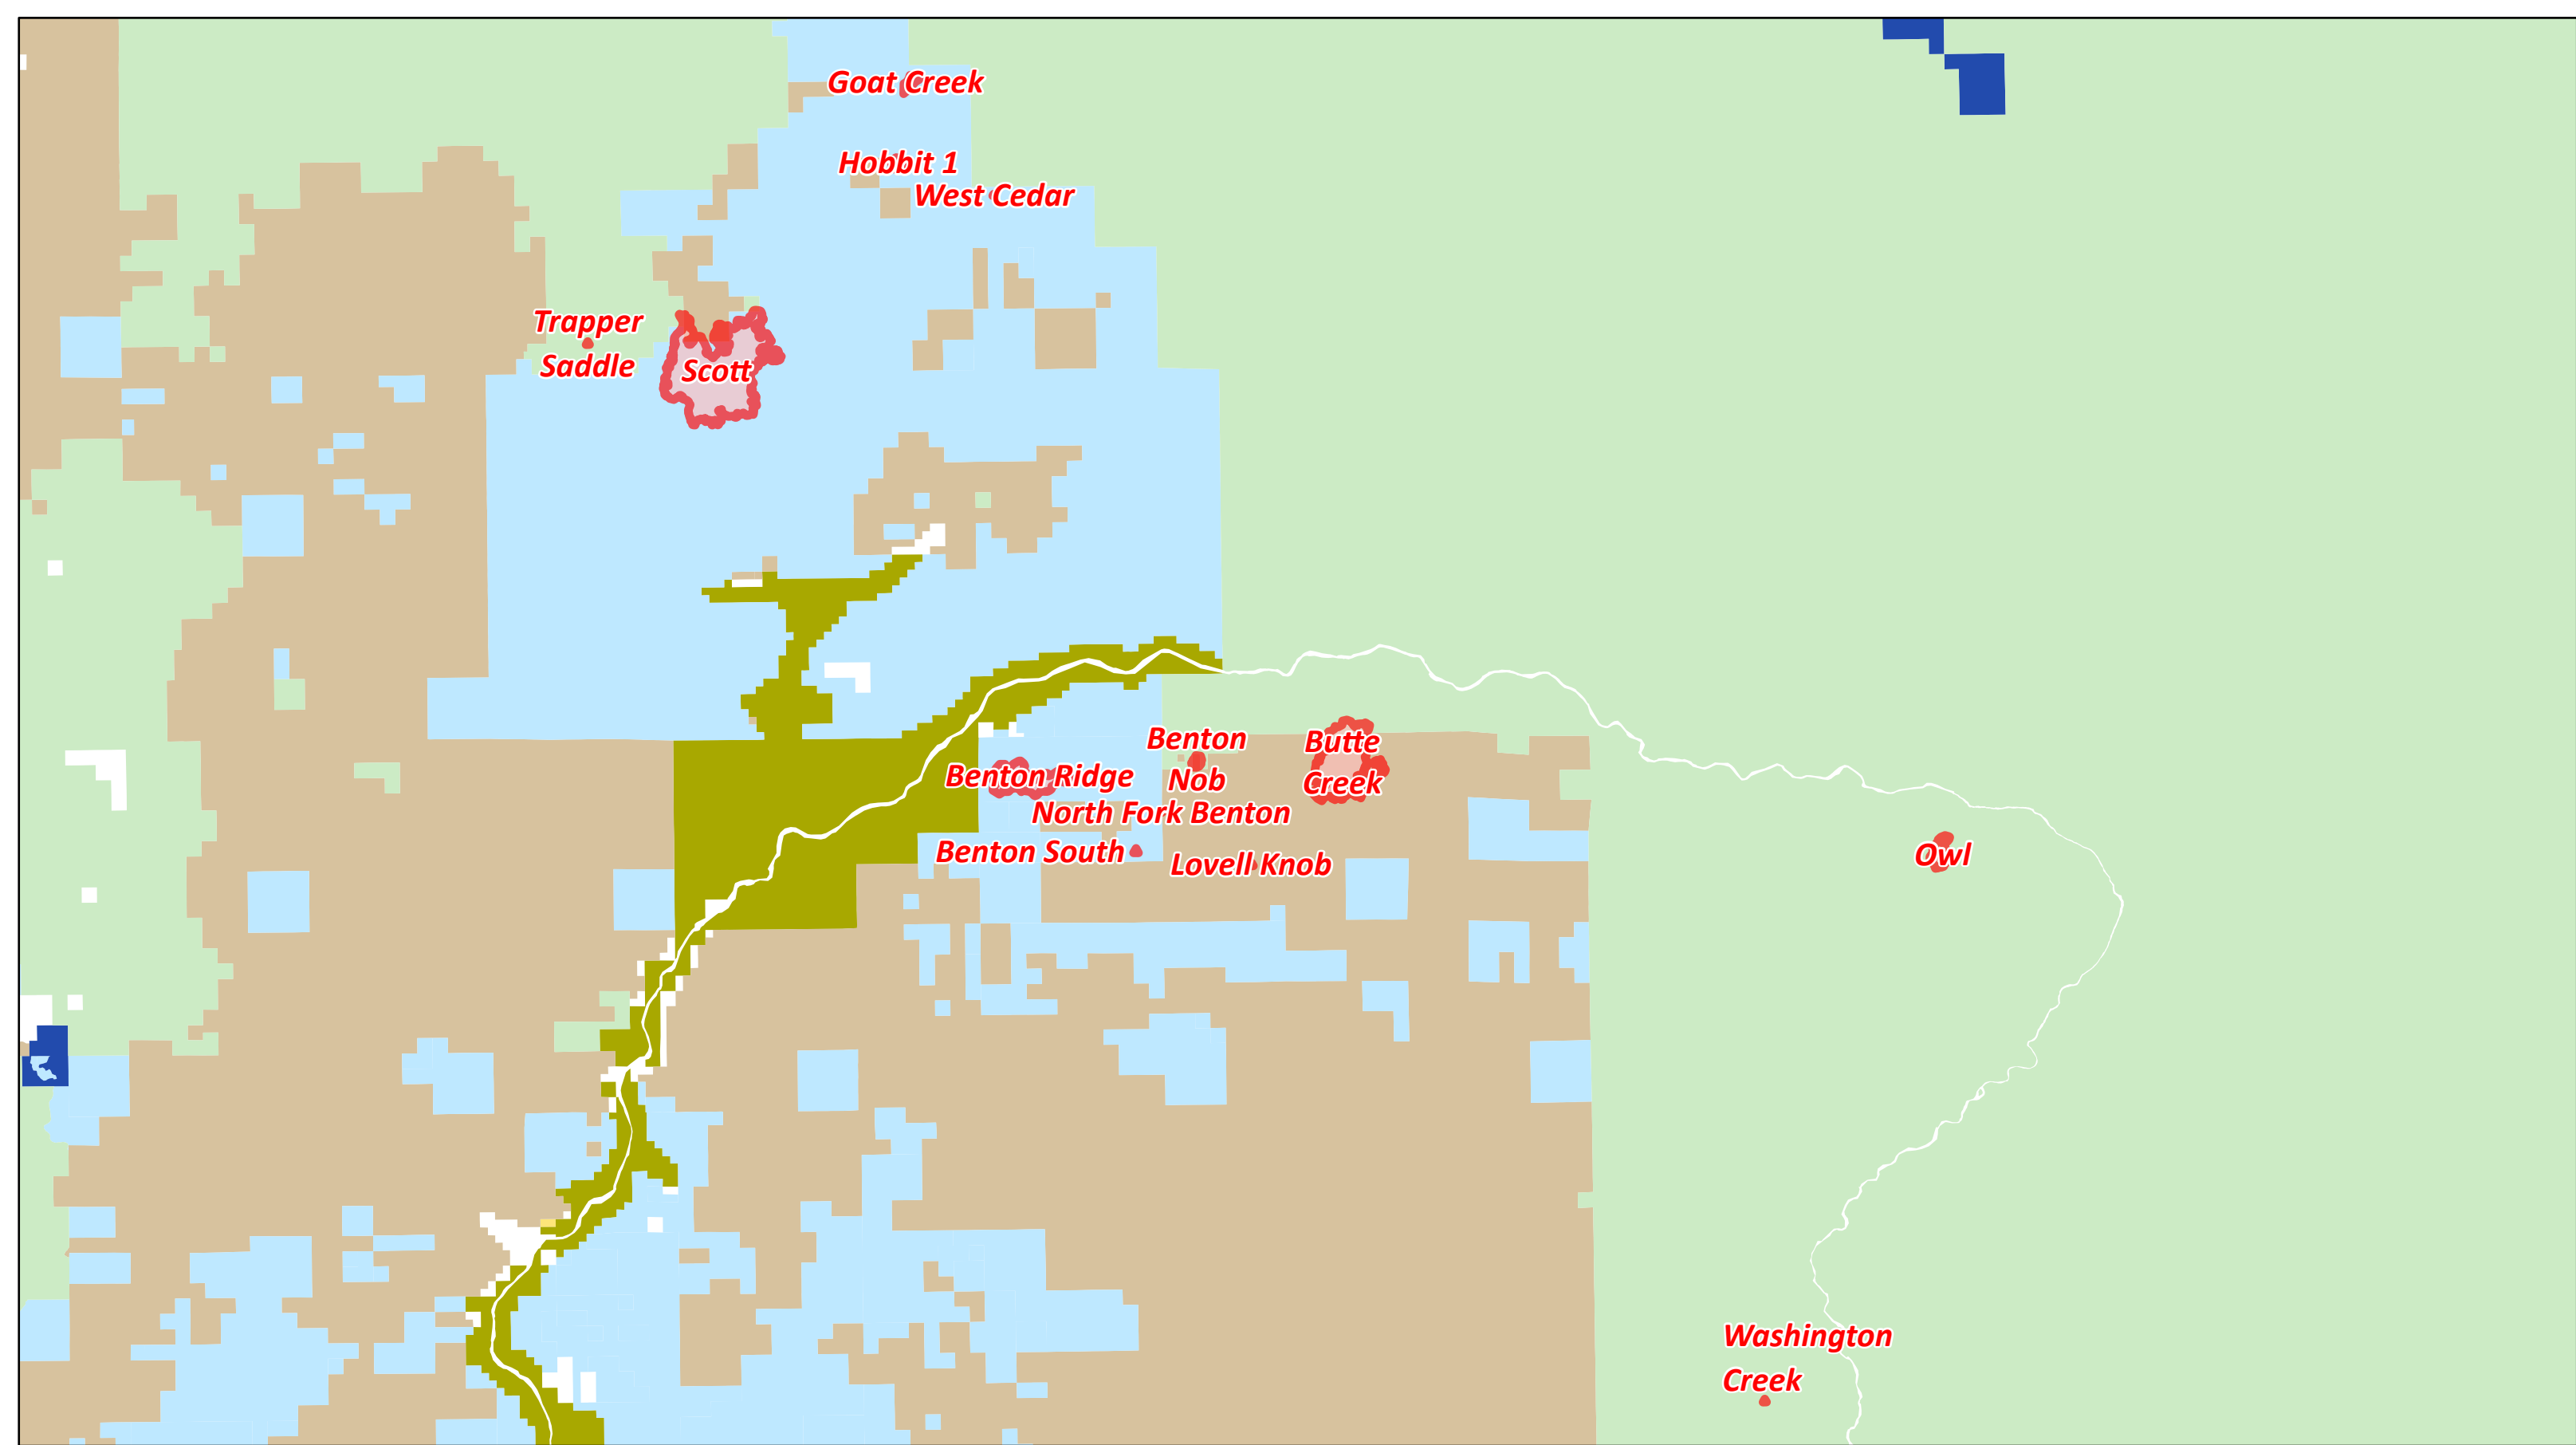 Goat Creek
Hobbit 1
West Cedar
Trapper
Saddle
Scott
Benton
Nob
Butte
Creek
Benton Ridge
North Fork Benton
Benton South
Lovell Knob
Owl
Washington
Creek